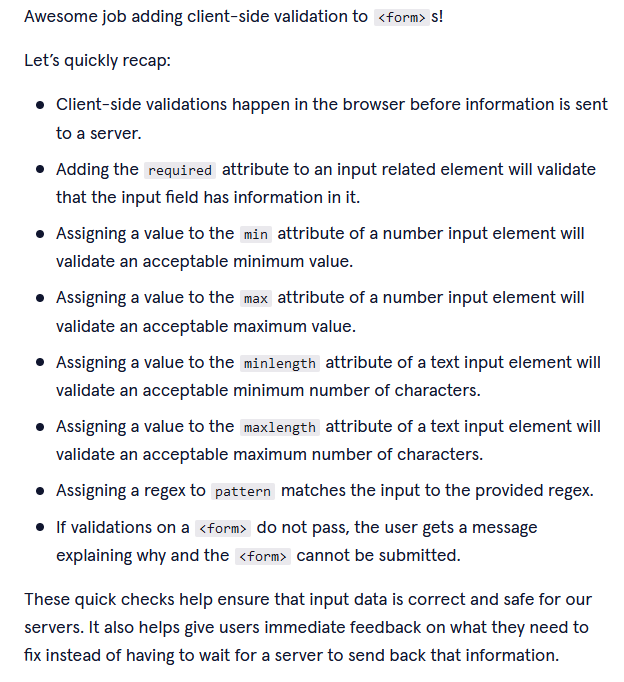 Awesome job adding client-side validation to <form> s!
Let’s quickly recap:
● Client-side validations happen in the browser before information is sent
to a server.
● Adding the required attribute to an input related element will validate
that the input field has information in it.
● Assigning a value to the min attribute of a number input element will
validate an acceptable minimum value.
● Assigning a value to the max attribute of a number input element will
validate an acceptable maximum value.
● Assigning a value to the minlength attribute of a text input element will
validate an acceptable minimum number of characters.
● Assigning a value to the maxlength attribute of a text input element will
validate an acceptable maximum number of characters.
● Assigning a regex to pattern matches the input to the provided regex.
● If validations on a <form> do not pass, the user gets a message
explaining why and the <form> cannot be submitted.
These quick checks help ensure that input data is correct and safe for our
servers. It also helps give users immediate feedback on what they need to
fix instead of having to wait for a server to send back that information.